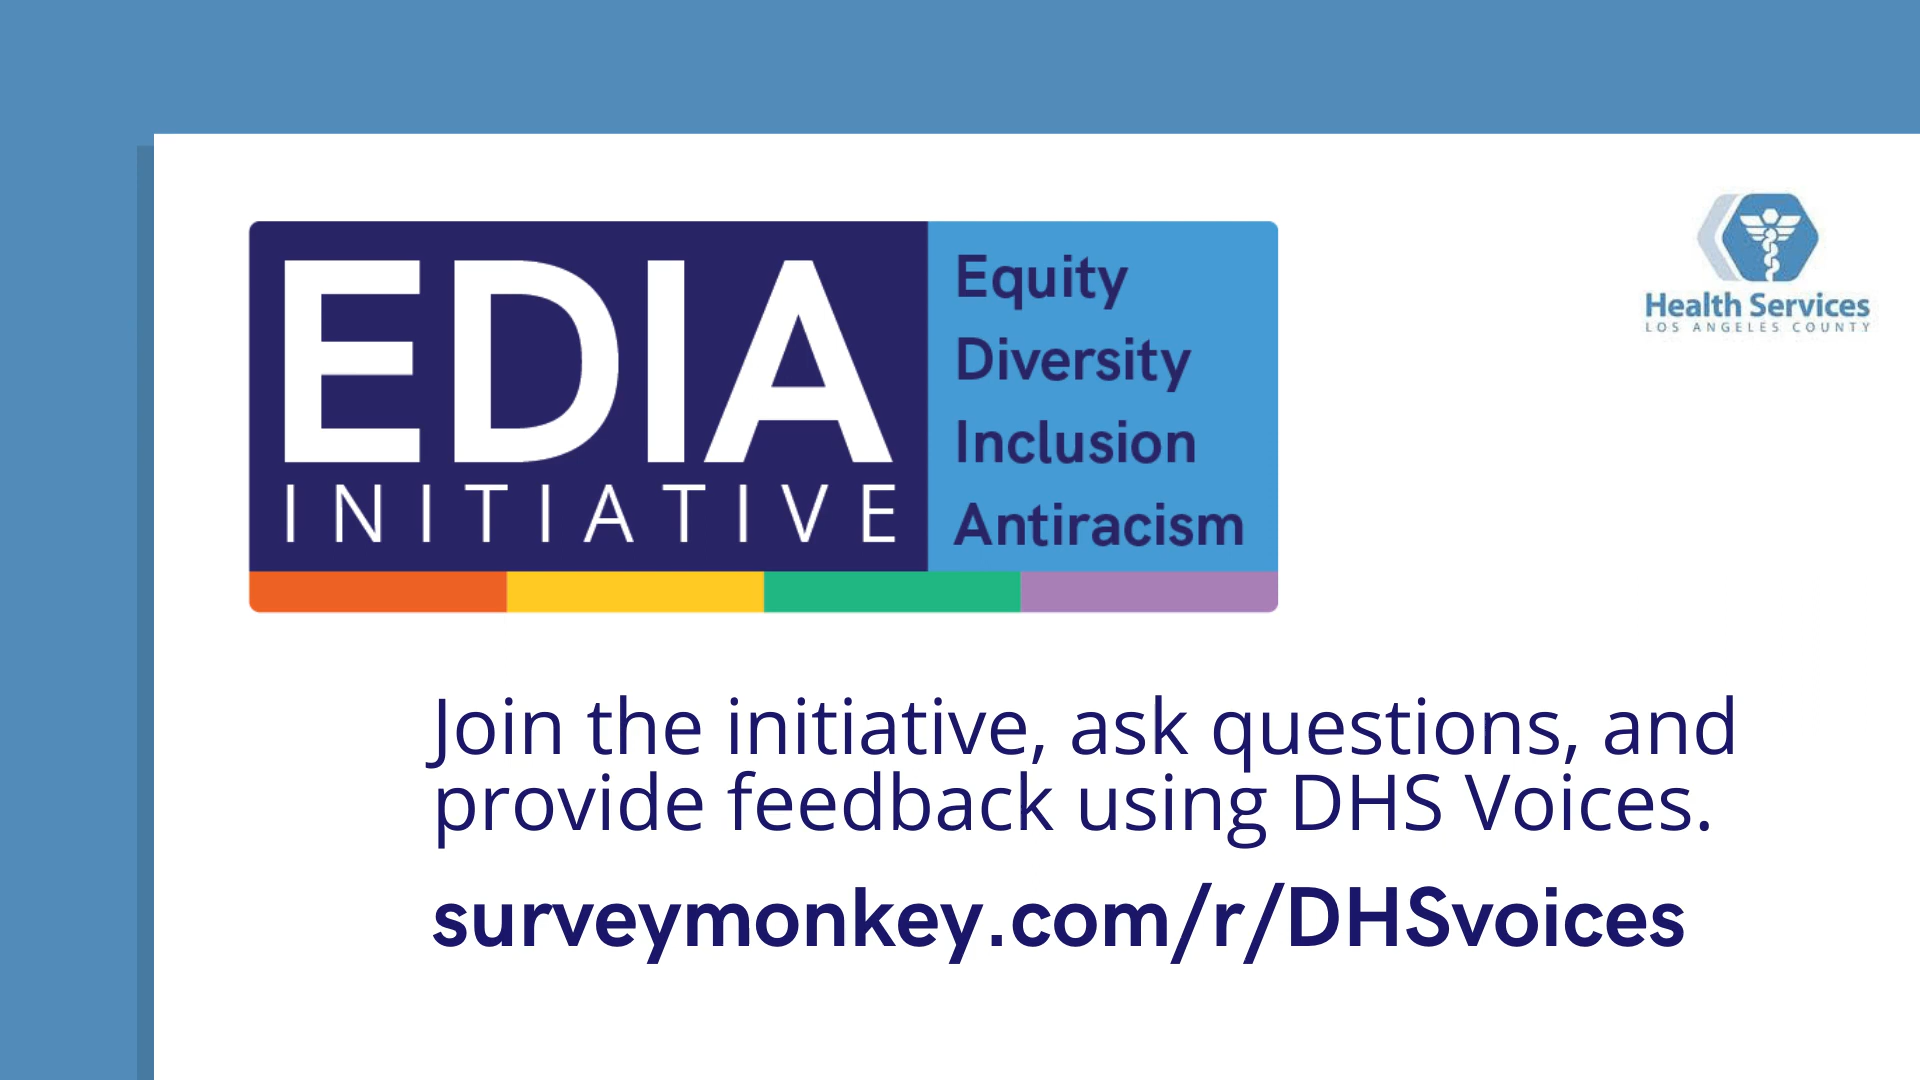 EDIA
INITIATIVE
Equity
Diversity
Inclusion
Antiracism
Health Services
LOS ANGELES COUNTY
Join the initiative, ask questions, and
provide feedback using DHS Voices.
surveymonkey.com/r/DHSvoices